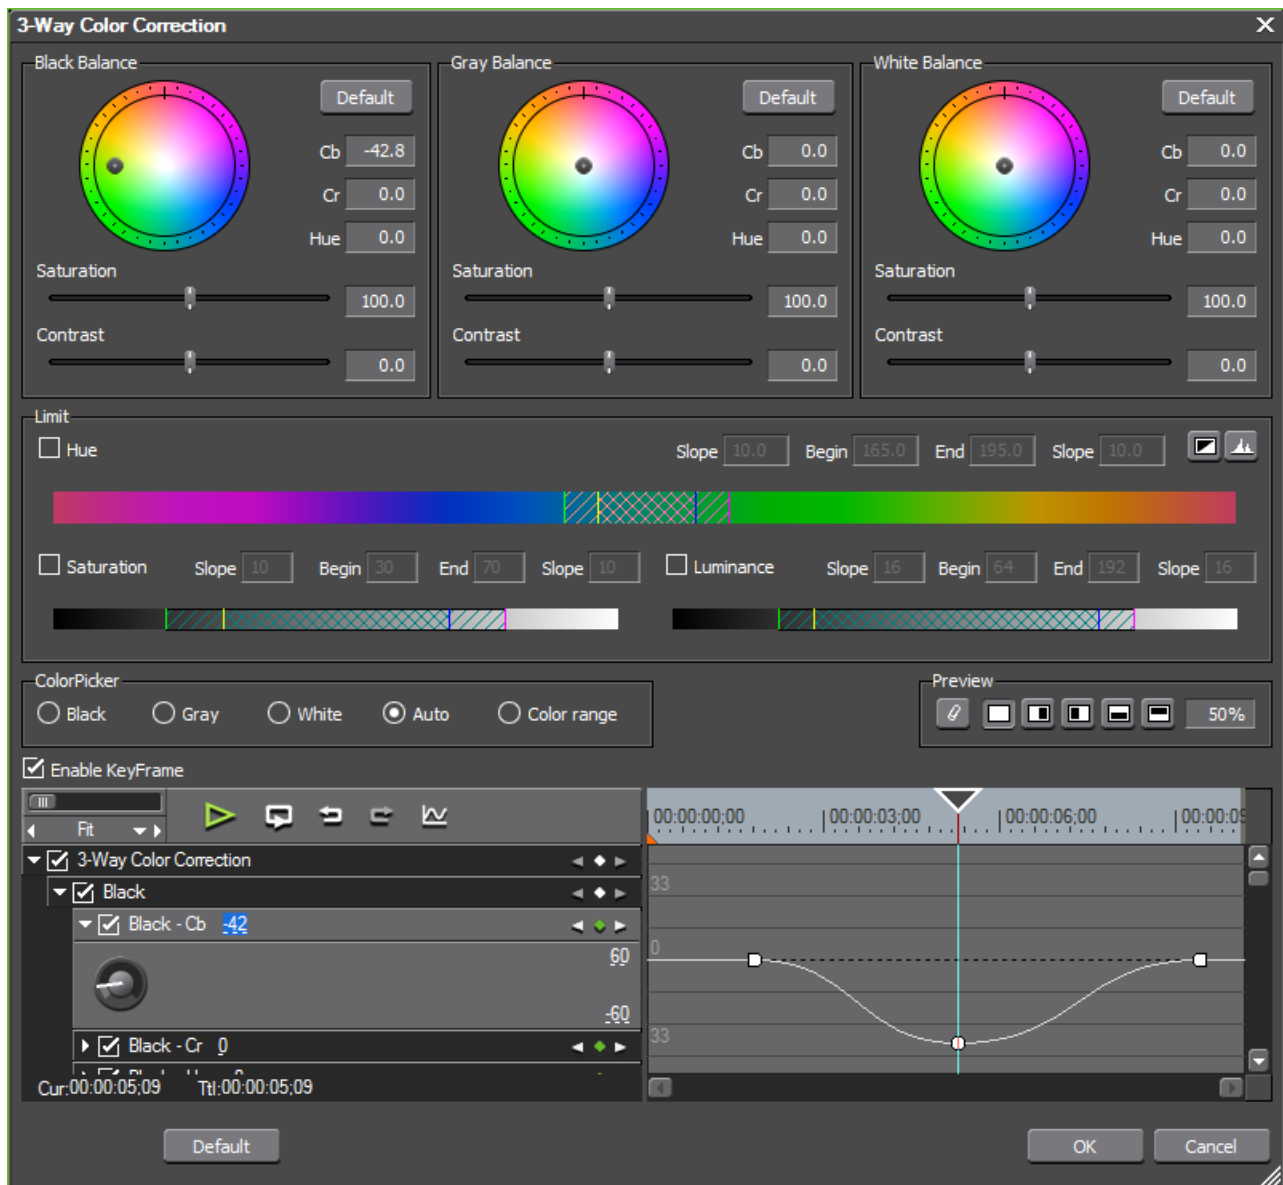 3-Way Color Correction
Black Balance Gray Balance White Balance
Default Default Default
Cb -42.8 Cb 0.0 Cb 0.0
Cr 0.0 Cr 0.0 Cr 0.0
Hue 0.0 Hue 0.0 Hue 0.0
Saturation Saturation Saturation
100.0 100.0 100.0
Contrast Contrast Contrast
0.0 0.0 0.0
Limit
Hue Slope 10.0 Begin 165.0 End 195.0 Slope 10.0
Saturation Slope 10 Begin 30 End 70 Slope 10 Luminance Slope 16 Begin 64 End 192 Slope 16
ColorPicker Preview
Black Gray White Auto Color range 50%
Enable KeyFrame
Fit 00:00:00;00 00:00:03;00 00:00:06;00 00:00:0
3-Way Color Correction
Black 33
Black - Cb -42
60 0
-60
Black - Cr 0 33
Cur:00:00:05;09 Ttl:00:00:05;09
Default OK Cancel